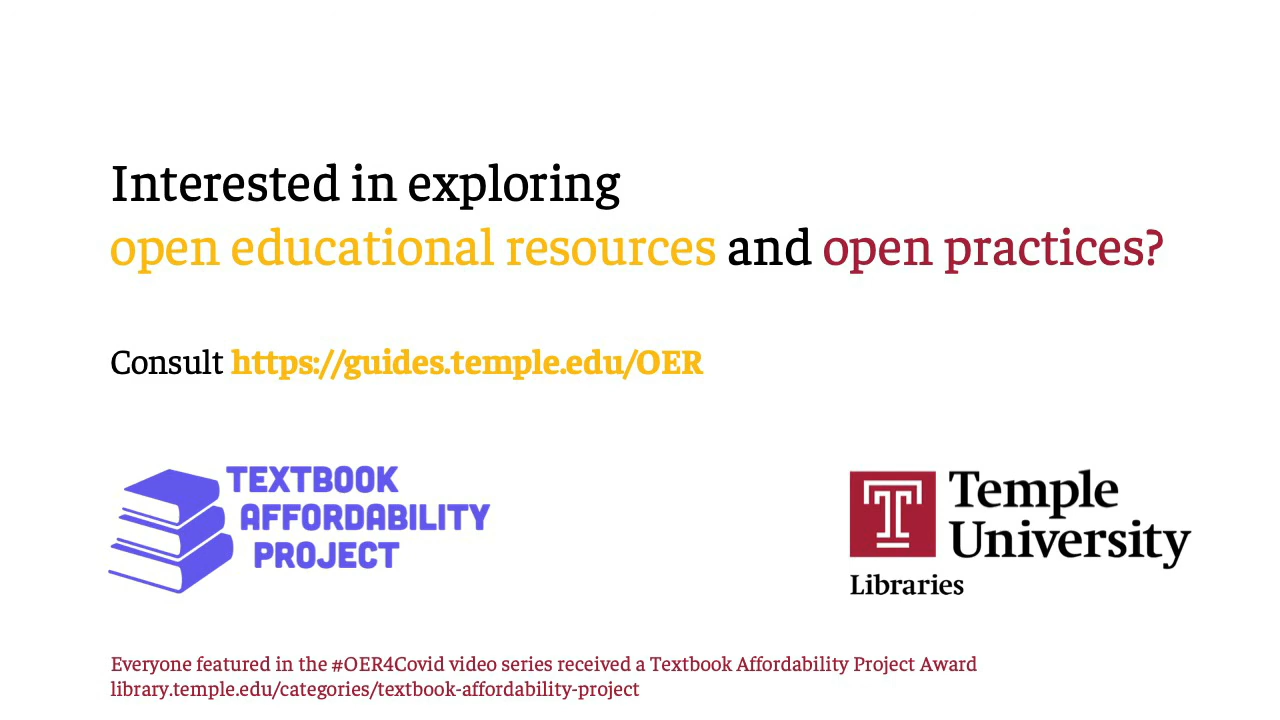 Interested in exploring
open educational resources and open practices?
Consult https://guides.temple.edu/OER
TEXTBOOK
AFFORDABILITY
PROJECT
T
Temple
University
Libraries
Everyone featured in the #OER4Covid video series received a Textbook Affordability Project Award
library.temple.edu/categories/textbook-affordability-project